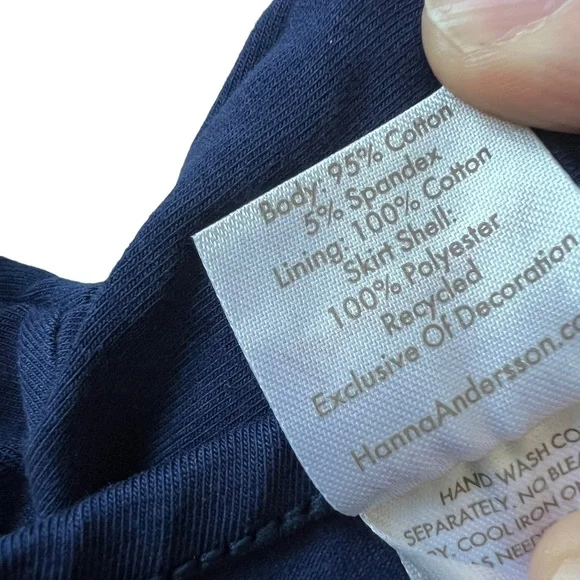 Body: 95% Cotton
5% Spandex
Lining: 100% Cotton
Skirt Shell:
100% Polyester
Recycled
Exclusive Of Decoration
HannaAndersson.co
HAND WASH CO
SEPARATELY. NO BLEA
COOL IRON O
NEED